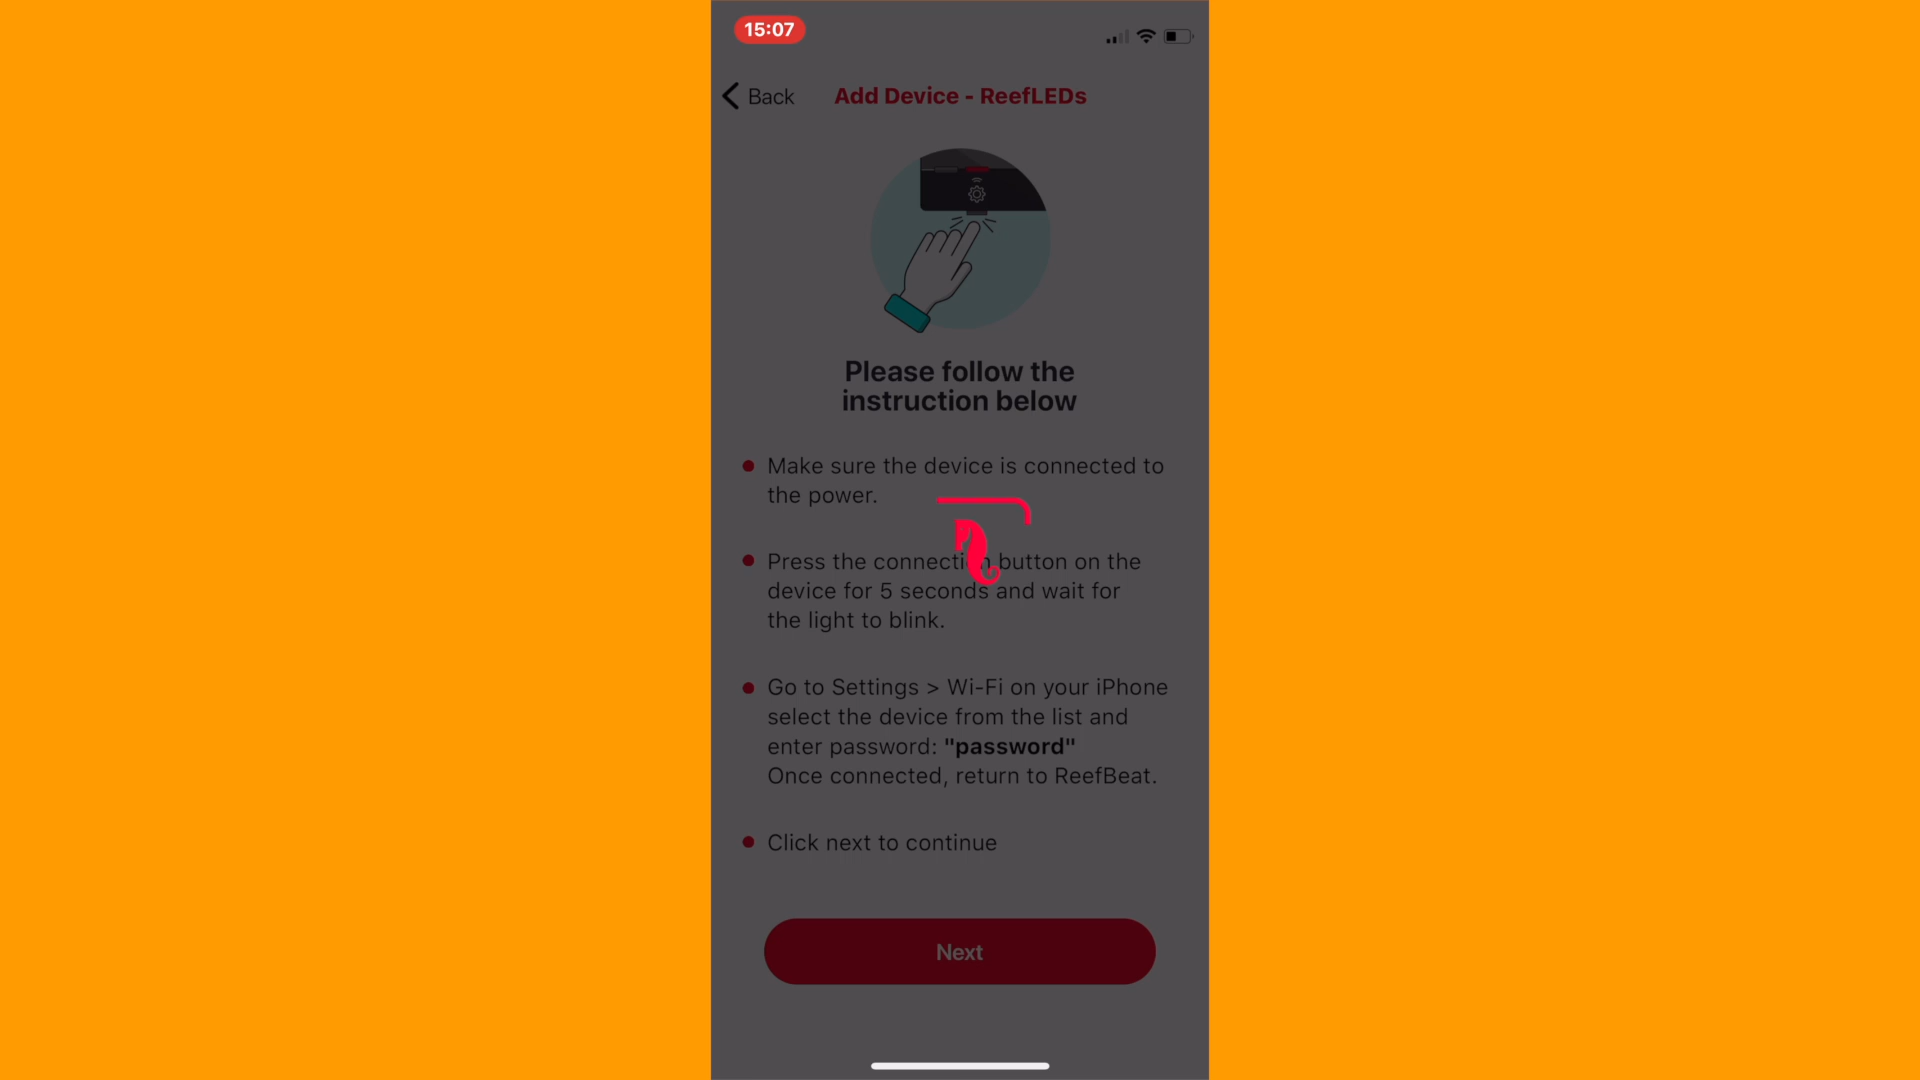 15:07
Back
Add Device - ReefLEDs
Please follow the
instruction below
Make sure the device is connected to
the power.
Press the connection button on the
device for 5 seconds and wait for
the light to blink.
Go to Settings > Wi-Fi on your iPhone
select the device from the list and
enter password: "password"
Once connected, return to ReefBeat.
Click next to continue
Next